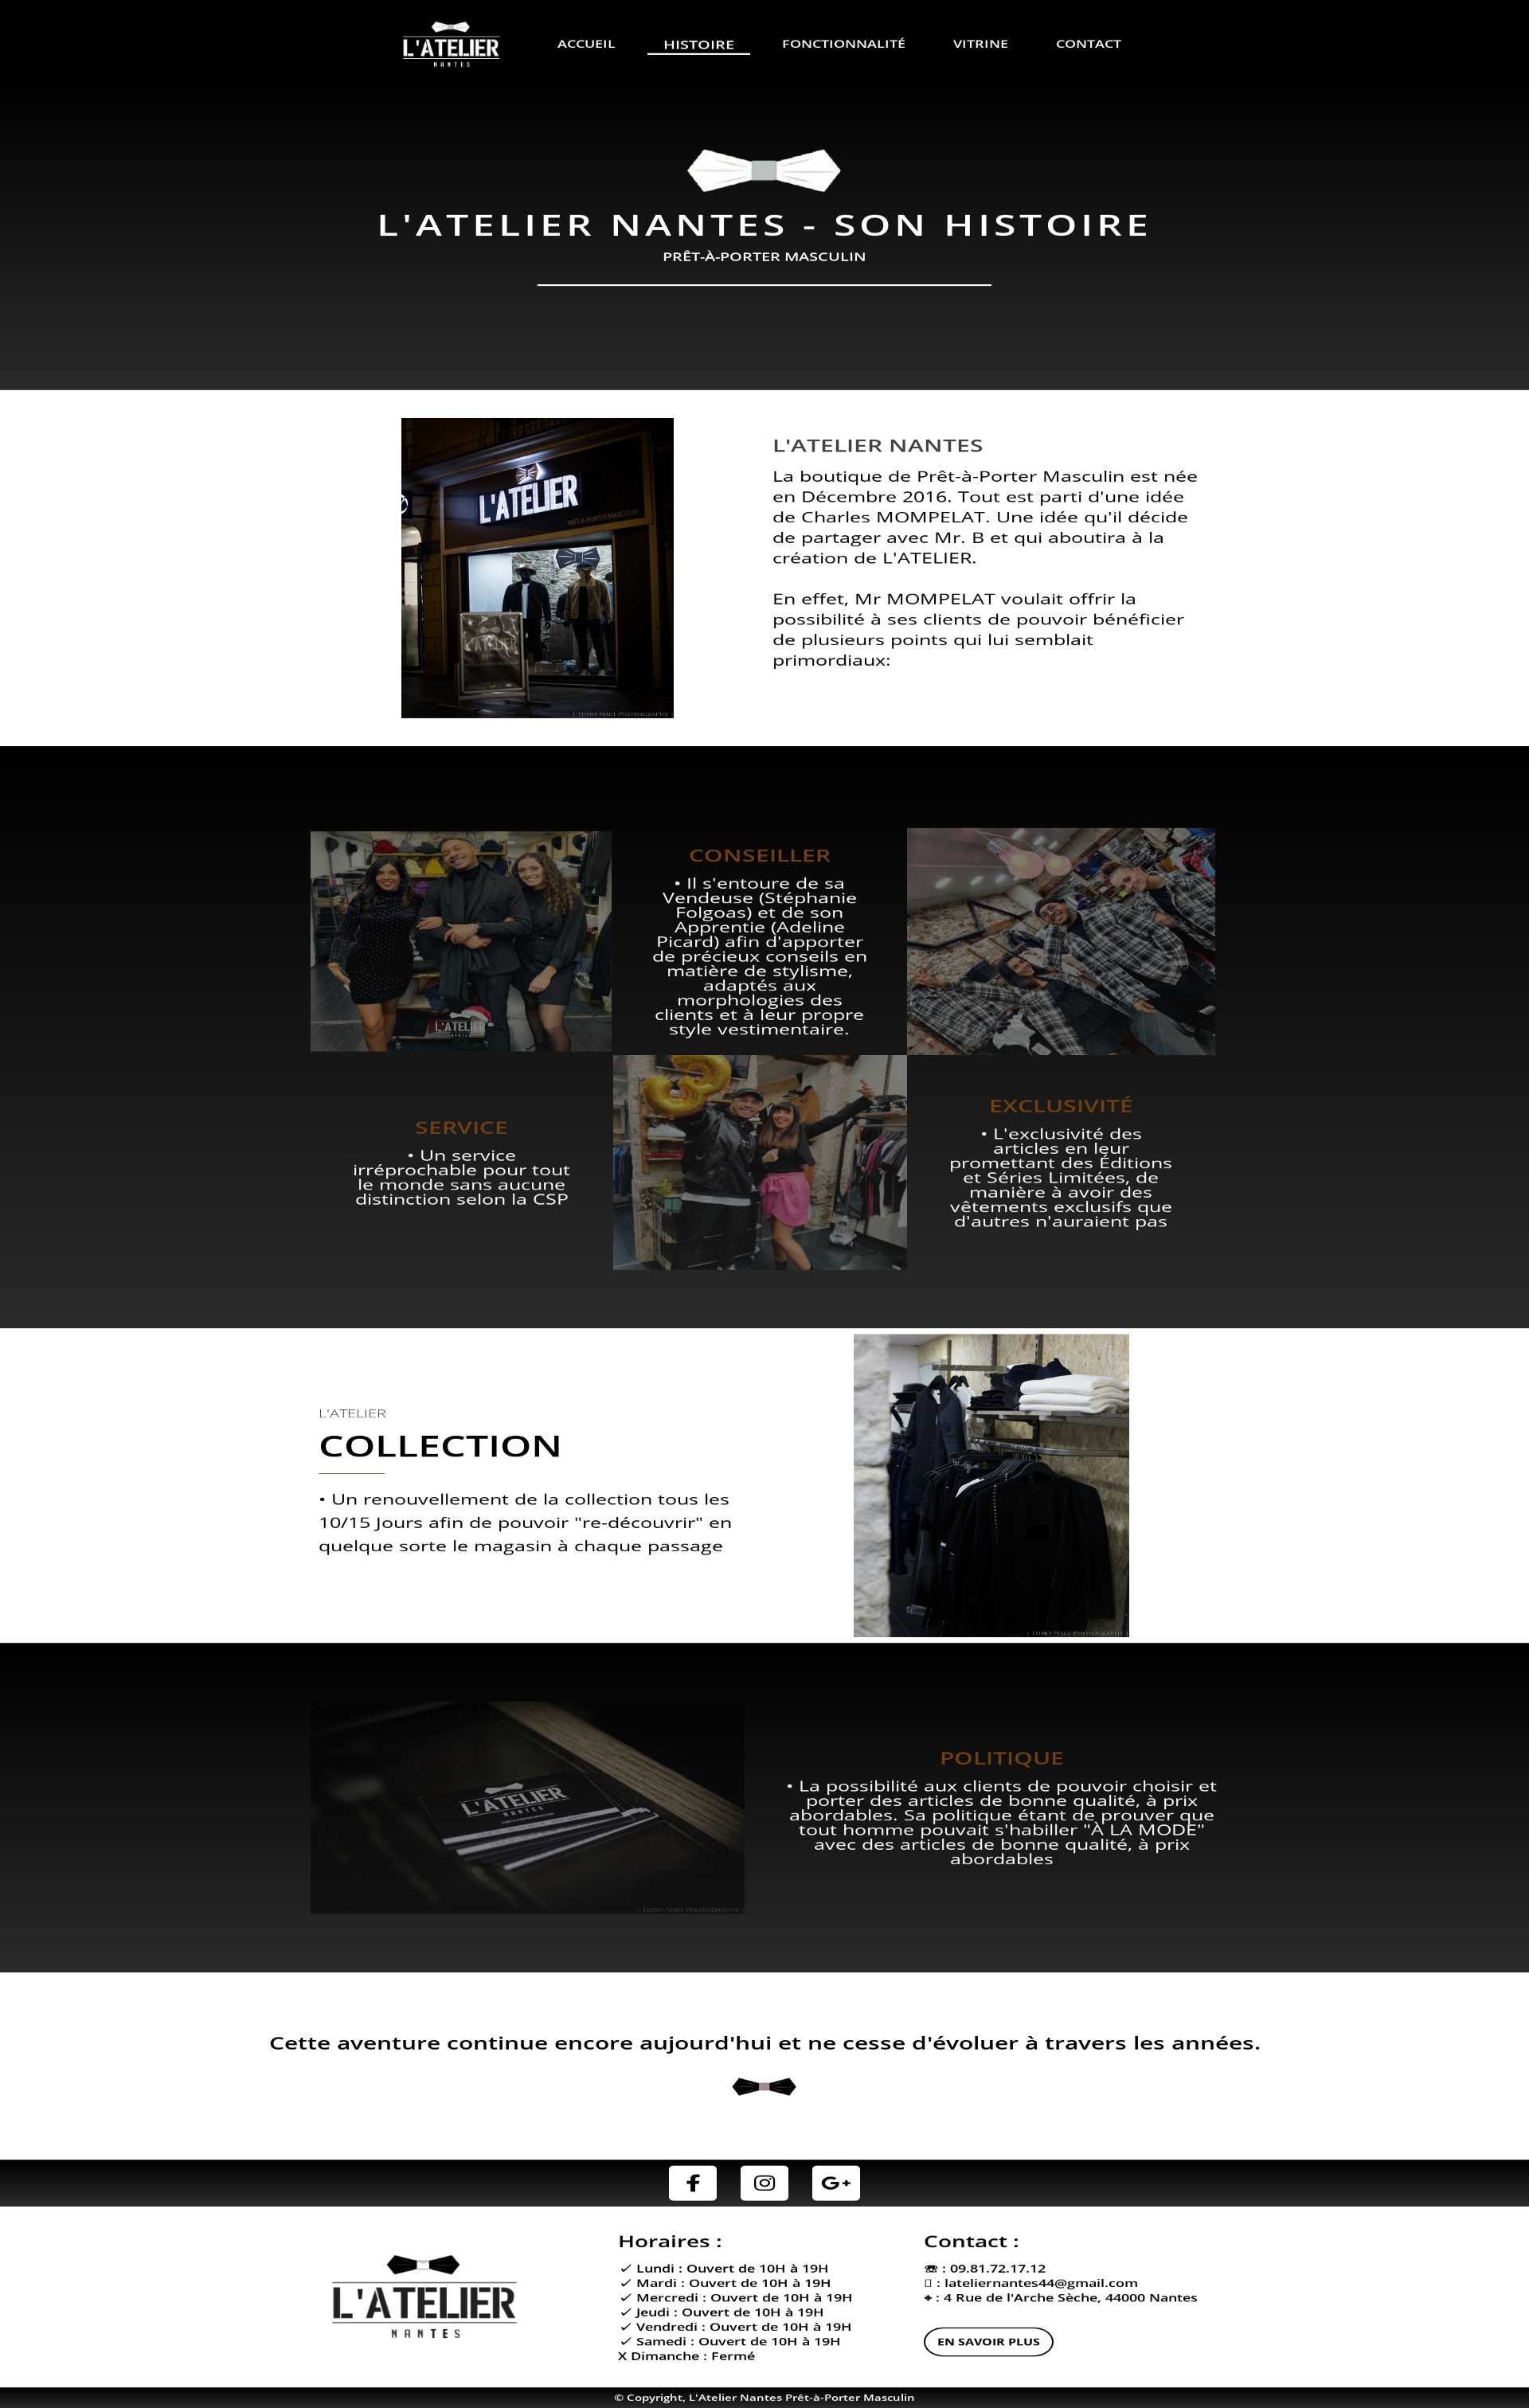 L'ATELIER
NANTES
ACCUEIL
HISTOIRE
FONCTIONNALITÉ
VITRINE
CONTACT
L'ATELIER NANTES - SON HISTOIRE
PRÊT-À-PORTER MASCULIN
L'ATELIER
PRÊT-À-PORTER MASCULIN
L'ATELIER
| LUDO NACI PHOTOGRAPHY |
L'ATELIER NANTES
La boutique de Prêt-à-Porter Masculin est née
en Décembre 2016. Tout est parti d'une idée
de Charles MOMPELAT. Une idée qu'il décide
de partager avec Mr. B et qui aboutira à la
création de L'ATELIER.
En effet, Mr MOMPELAT voulait offrir la
possibilité à ses clients de pouvoir bénéficier
de plusieurs points qui lui semblait
primordiaux:
L'ATELIER
CONSEILLER
• Il s'entoure de sa
Vendeuse (Stéphanie
Folgoas) et de son
Apprentie (Adeline
Picard) afin d'apporter
de précieux conseils en
matière de stylisme,
adaptés aux
morphologies des
clients et à leur propre
style vestimentaire.
SERVICE
• Un service
irréprochable pour tout
le monde sans aucune
distinction selon la CSP
EXCLUSIVITÉ
• L'exclusivité des
articles en leur
promettant des Éditions
et Séries Limitées, de
manière à avoir des
vêtements exclusifs que
d'autres n'auraient pas
L'ATELIER
COLLECTION
• Un renouvellement de la collection tous les
10/15 Jours afin de pouvoir "re-découvrir" en
quelque sorte le magasin à chaque passage
| LUDO NACI PHOTOGRAPHY |
L'ATELIER
NANTES
| LUDO NACI PHOTOGRAPHY |
POLITIQUE
• La possibilité aux clients de pouvoir choisir et
porter des articles de bonne qualité, à prix
abordables. Sa politique étant de prouver que
tout homme pouvait s'habiller "À LA MODE"
avec des articles de bonne qualité, à prix
abordables
Cette aventure continue encore aujourd'hui et ne cesse d'évoluer à travers les années.
f
G+
L'ATELIER
NANTES
Horaires :
✓ Lundi : Ouvert de 10H à 19H
✓ Mardi : Ouvert de 10H à 19H
✓ Mercredi : Ouvert de 10H à 19H
✓ Jeudi : Ouvert de 10H à 19H
✓ Vendredi : Ouvert de 10H à 19H
✓ Samedi : Ouvert de 10H à 19H
X Dimanche : Fermé
Contact :
☏ : 09.81.72.17.12
▯ : lateliernantes44@gmail.com
⌖ : 4 Rue de l'Arche Sèche, 44000 Nantes
EN SAVOIR PLUS
© Copyright, L'Atelier Nantes Prêt-à-Porter Masculin